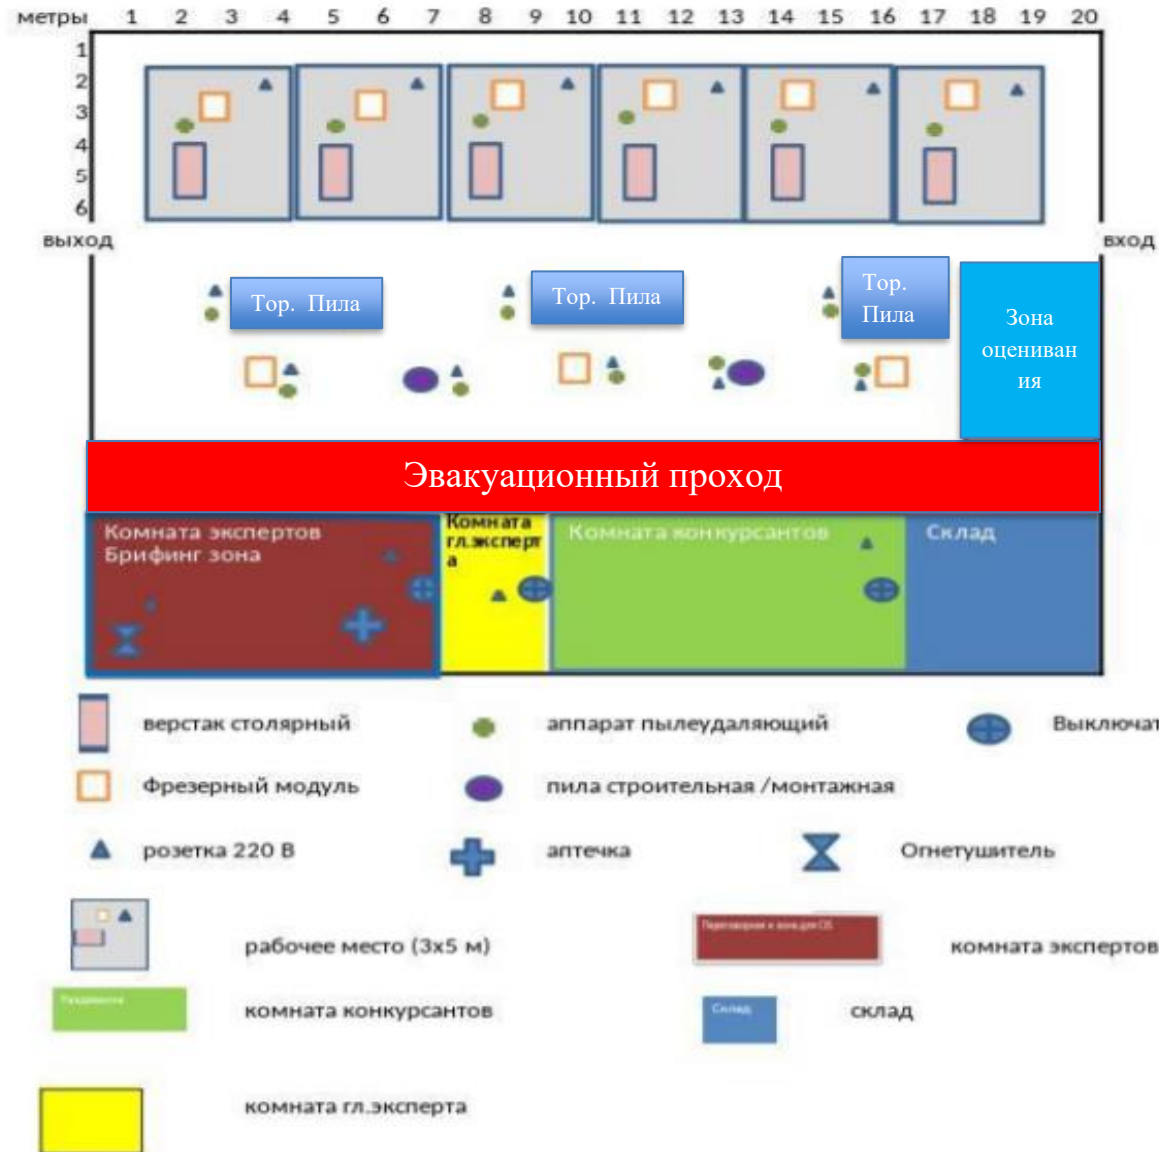 метры 1 2 3 4 5 6 7 8 9 10 11 12 13 14 15 16 17 18 19 20
1
2
3
4
5
6
выход
вход
Тор. Пила
Тор. Пила
Тор.
Пила
Зона
оценивan
ия
Эвакуационный проход
Комната экспертов
Брифинг зона
Комната
гл.эксперт
а
Комната конкурсантов
Склад
верстак столярный
аппарат пылеудаляющий
Выключат
Фрезерный модуль
пила строительная /монтажная
розетка 220 В
аптечка
Огнетушитель
рабочее место (3х5 м)
комната экспертов
комната конкурсантов
Склад
склад
комната гл.эксперта